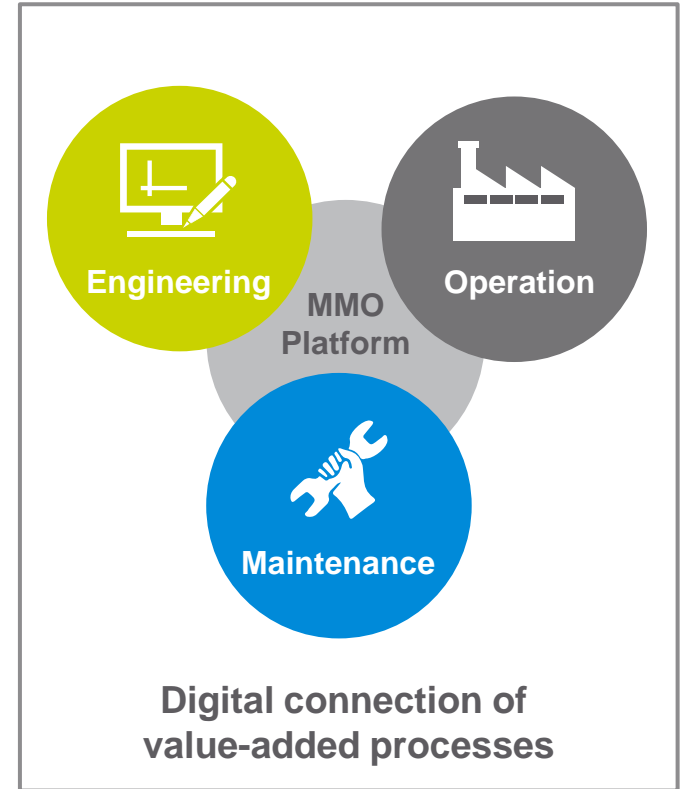 Engineering
Operation
MMO
Platform
Maintenance
Digital connection of
value-added processes